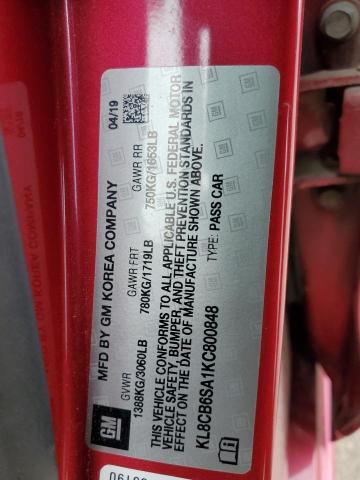 MFD BY GM KOREA COMPANY
04/19
GVWR
GAWR FRT
GAWR RR
1388KG/3060LB
780KG/1719LB
750KG/1653LB
THIS VEHICLE CONFORMS TO ALL APPLICABLE U.S. FEDERAL MOTOR
VEHICLE SAFETY, BUMPER, AND THEFT PREVENTION STANDARDS IN
EFFECT ON THE DATE OF MANUFACTURE SHOWN ABOVE.
KL8CB6SA1KC800848
TYPE: PASS CAR
GM